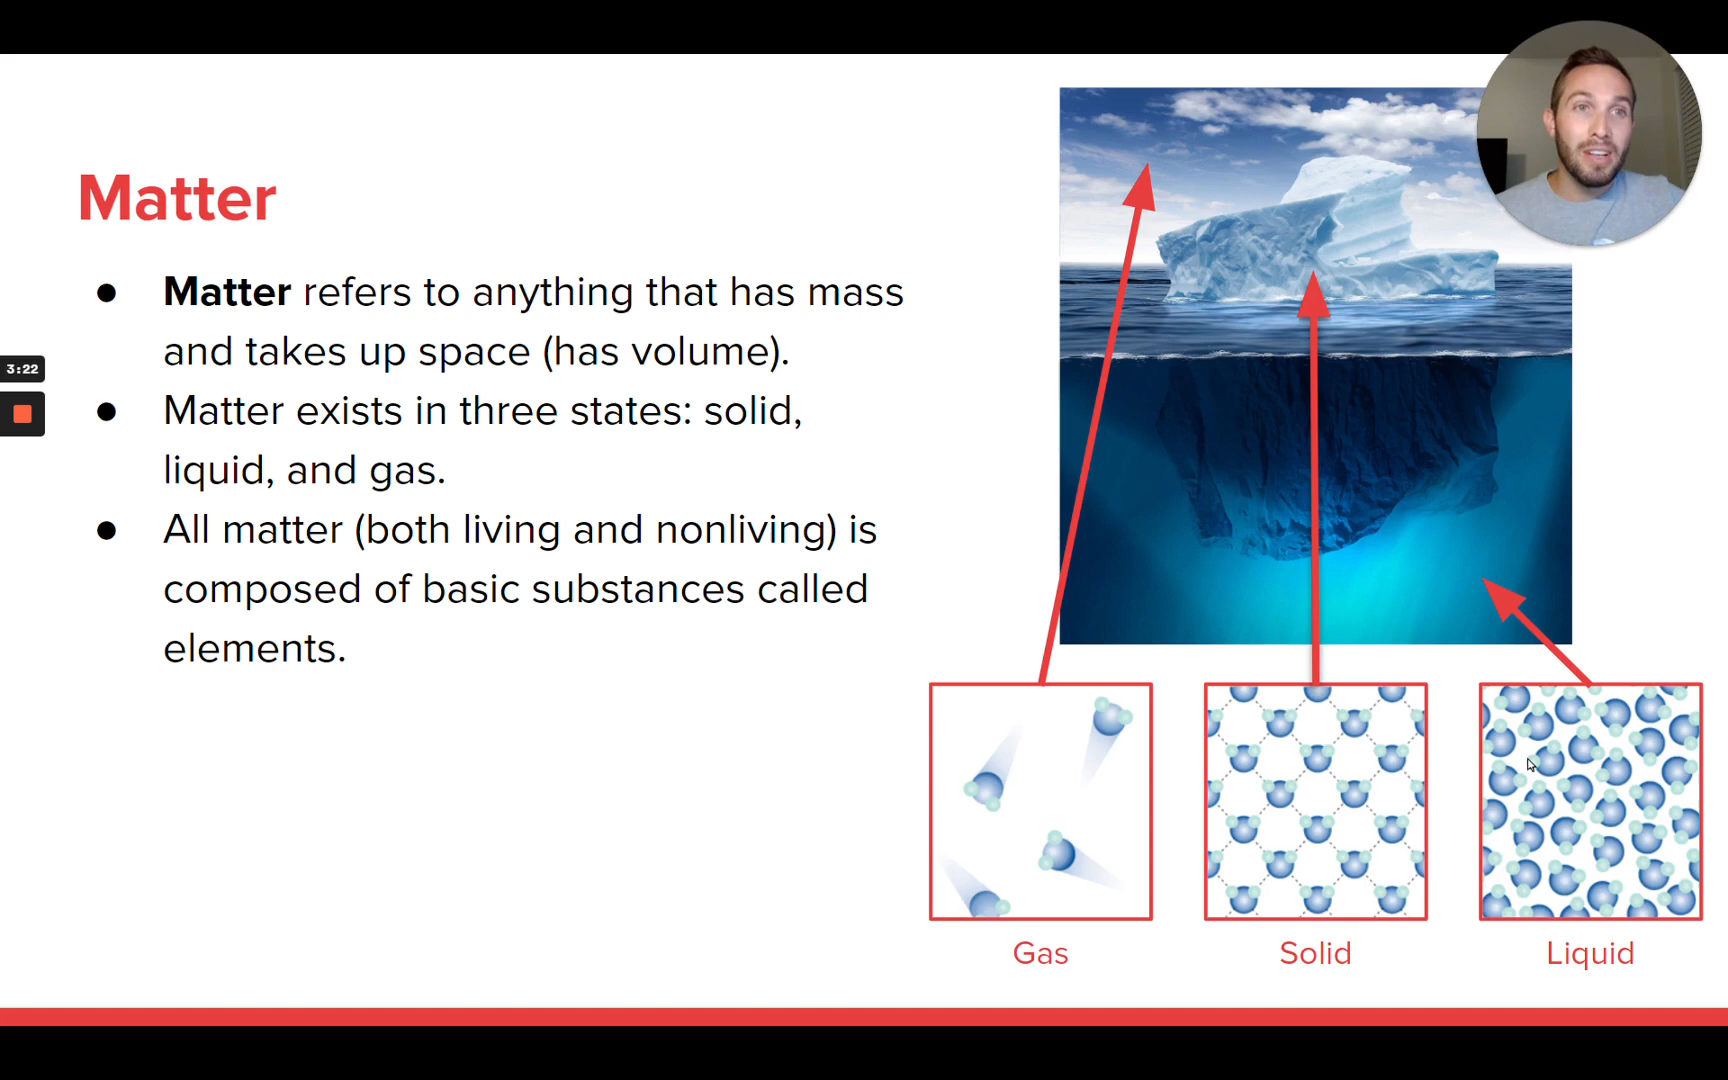 Matter
● Matter refers to anything that has mass
and takes up space (has volume).
● Matter exists in three states: solid,
liquid, and gas.
● All matter (both living and nonliving) is
composed of basic substances called
elements.
3:22
Gas
Solid
Liquid